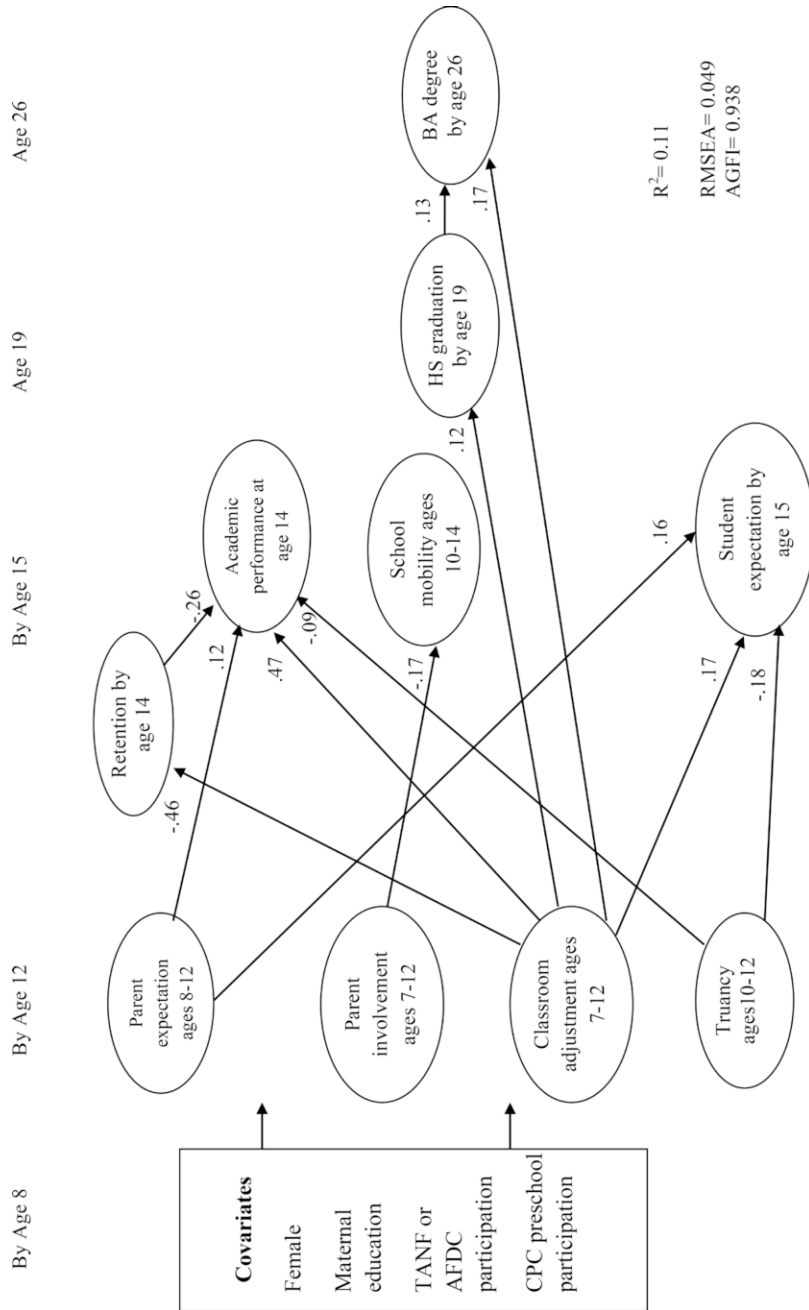 By Age 8
By Age 12
By Age 15
Age 19
Age 26
Covariates
Female
Maternal
education
TANF or
AFDC
participation
CPC preschool
participation
Parent
expectation
ages 8-12
Parent
involvement
ages 7-12
Classroom
adjustment ages
7-12
Truancy
ages10-12
Retention by
age 14
Academic
performance at
age 14
School
mobility ages
10-14
Student
expectation by
age 15
HS graduation
by age 19
BA degree
by age 26
-.46
-.26
.12
.47
-.09
-.17
.12
.16
.17
-.18
.13
.17
R²= 0.11
RMSEA= 0.049
AGFI= 0.938